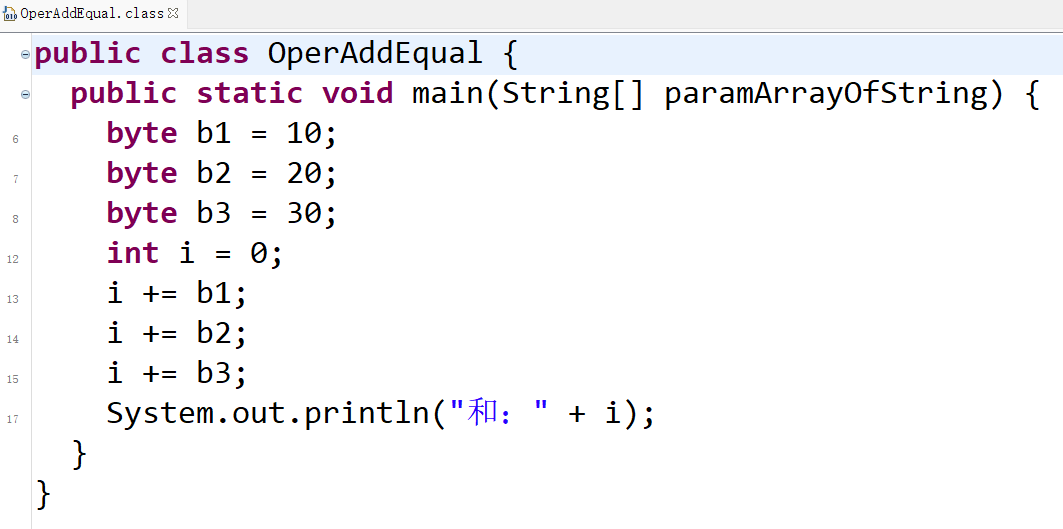 OperAddEqual.class
public class OperAddEqual {
public static void main(String[] paramArrayOfString) {
6 byte b1 = 10;
7 byte b2 = 20;
8 byte b3 = 30;
12 int i = 0;
13 i += b1;
14 i += b2;
15 i += b3;
17 System.out.println("和：" + i);
}
}